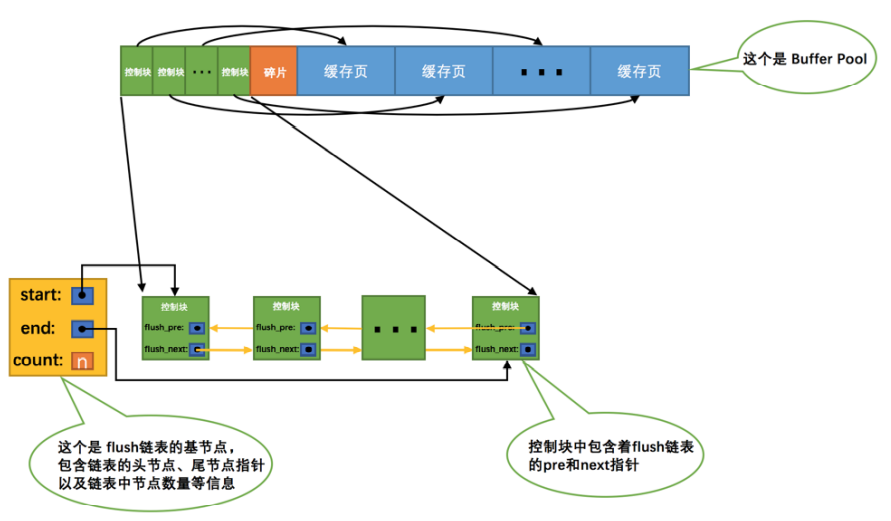 控制块 控制块 ··· 控制块 碎片 缓存页 缓存页 ··· 缓存页
这个是 Buffer Pool
start:
end:
count: n
控制块
flush_pre:
flush_next:
控制块
flush_pre:
flush_next:
···
控制块
flush_pre:
flush_next:
这个是 flush链表的基节点，
包含链表的头节点、尾节点指针
以及链表中节点数量等信息
控制块中包含着flush链表
的pre和next指针